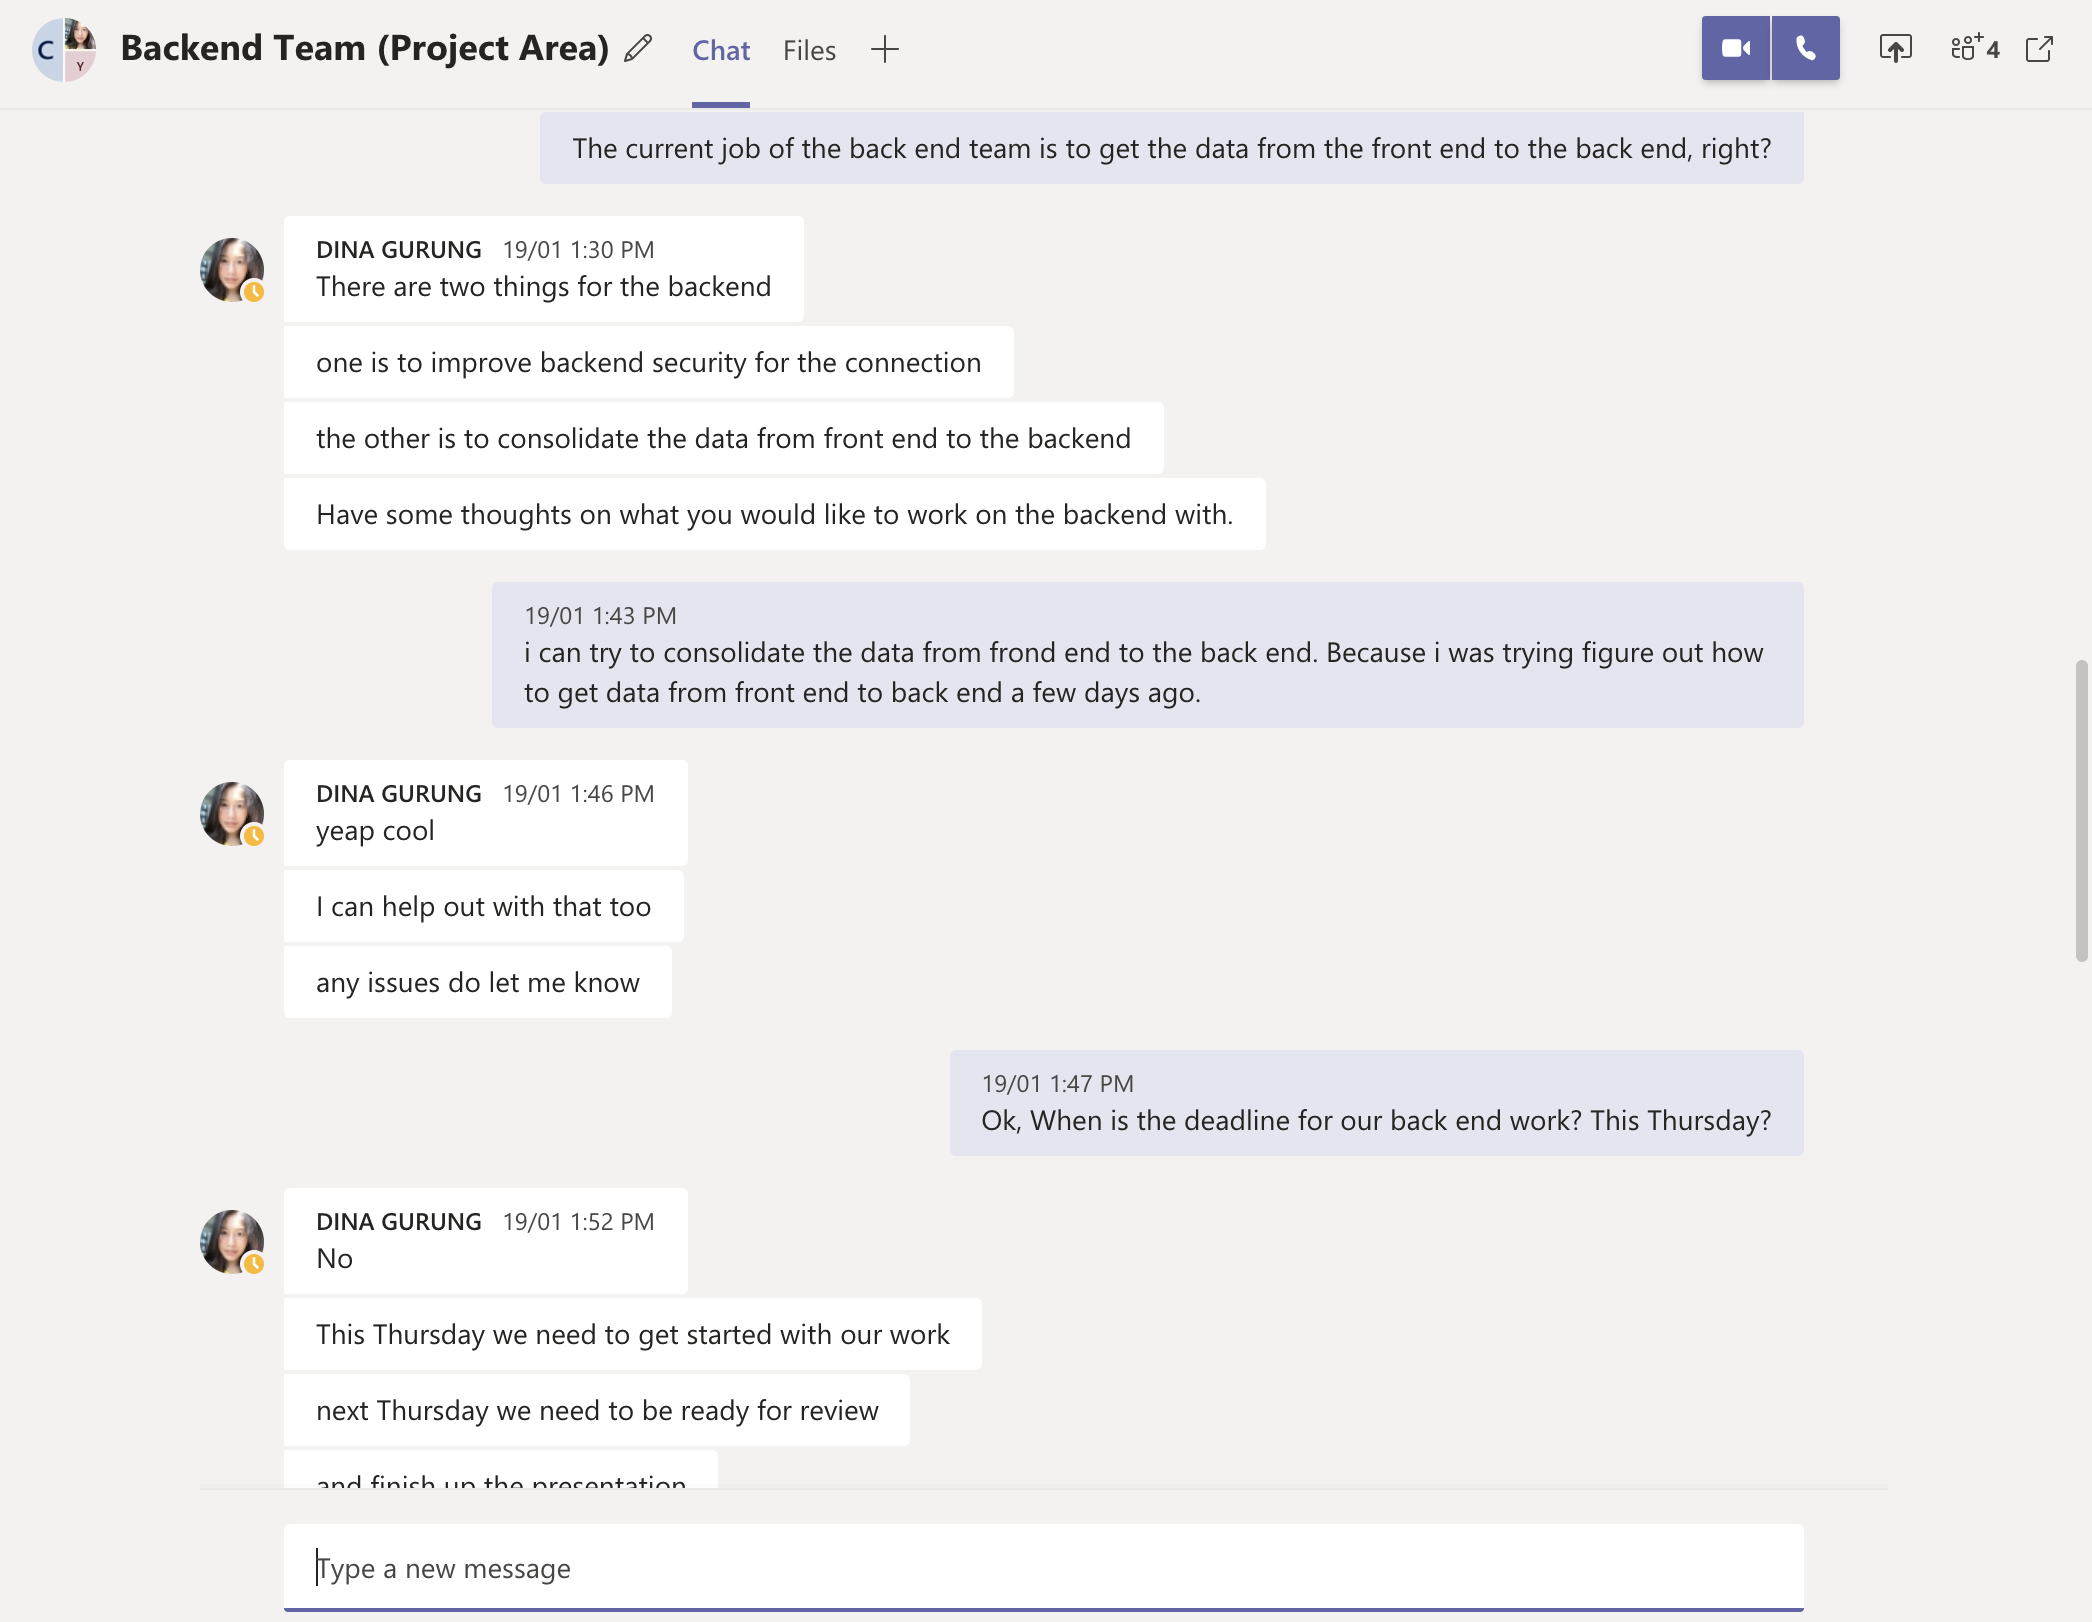 C
Y
Backend Team (Project Area)
Chat
Files
4
The current job of the back end team is to get the data from the front end to the back end, right?
DINA GURUNG 19/01 1:30 PM
There are two things for the backend
one is to improve backend security for the connection
the other is to consolidate the data from front end to the backend
Have some thoughts on what you would like to work on the backend with.
19/01 1:43 PM
i can try to consolidate the data from frond end to the back end. Because i was trying figure out how
to get data from front end to back end a few days ago.
DINA GURUNG 19/01 1:46 PM
yeap cool
I can help out with that too
any issues do let me know
19/01 1:47 PM
Ok, When is the deadline for our back end work? This Thursday?
DINA GURUNG 19/01 1:52 PM
No
This Thursday we need to get started with our work
next Thursday we need to be ready for review
and finish up the presentation
Type a new message